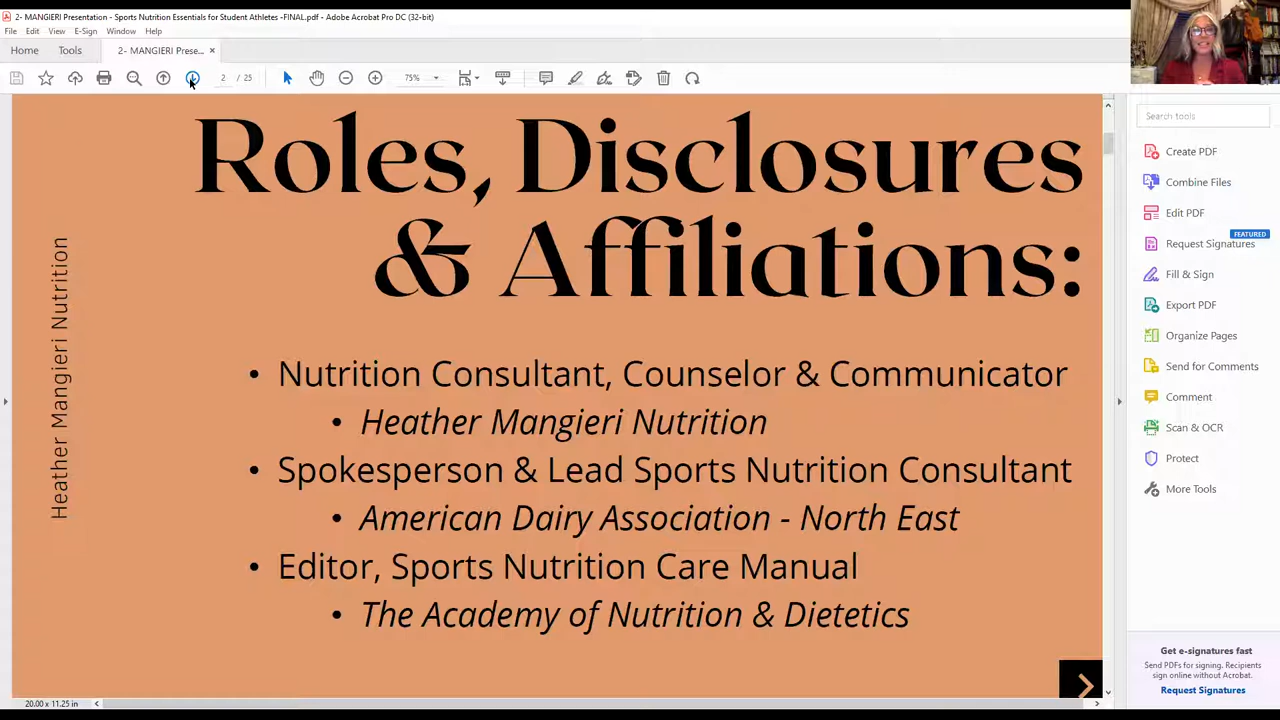 2- MANGIERI Presentation - Sports Nutrition Essentials for Student Athletes -FINAL.pdf - Adobe Acrobat Pro DC (32-bit)
File Edit View E-Sign Window Help
Home Tools 2- MANGIERI Prese... ×
2 / 25 75%
Roles, Disclosures
& Affiliations:
Heather Mangieri Nutrition
• Nutrition Consultant, Counselor & Communicator
• Heather Mangieri Nutrition
• Spokesperson & Lead Sports Nutrition Consultant
• American Dairy Association - North East
• Editor, Sports Nutrition Care Manual
• The Academy of Nutrition & Dietetics
20.00 x 11.25 in
Search tools
Create PDF
Combine Files
Edit PDF
FEATURED
Request Signatures
Fill & Sign
Export PDF
Organize Pages
Send for Comments
Comment
Scan & OCR
Protect
More Tools
Get e-signatures fast
Send PDFs for signing. Recipients
sign online without Acrobat.
Request Signatures